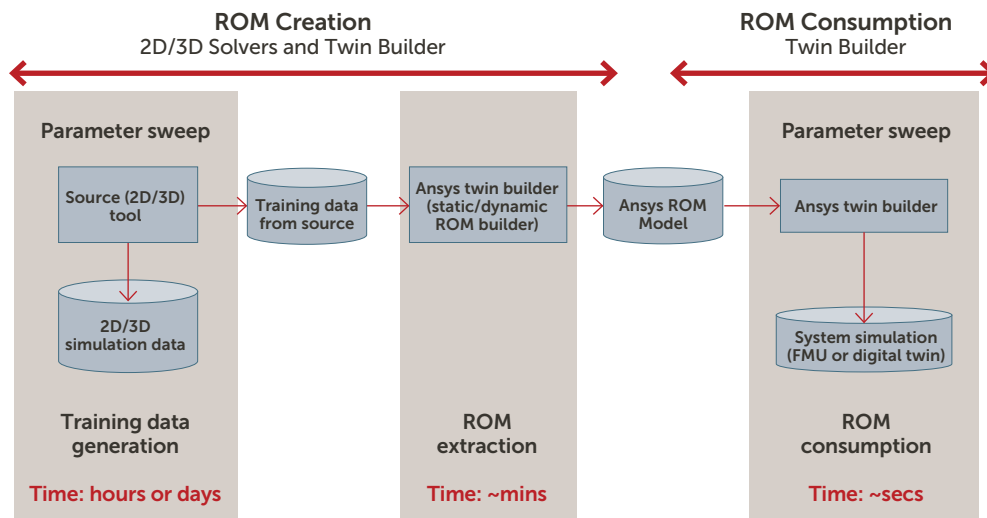 ROM Creation
2D/3D Solvers and Twin Builder
ROM Consumption
Twin Builder
Parameter sweep
Source (2D/3D)
tool
2D/3D
simulation data
Training data
generation
Time: hours or days
Training data
from source
Ansys twin builder
(static/dynamic
ROM builder)
ROM
extraction
Time: ~mins
Ansys ROM
Model
Parameter sweep
Ansys twin builder
System simulation
(FMU or digital twin)
ROM
consumption
Time: ~secs